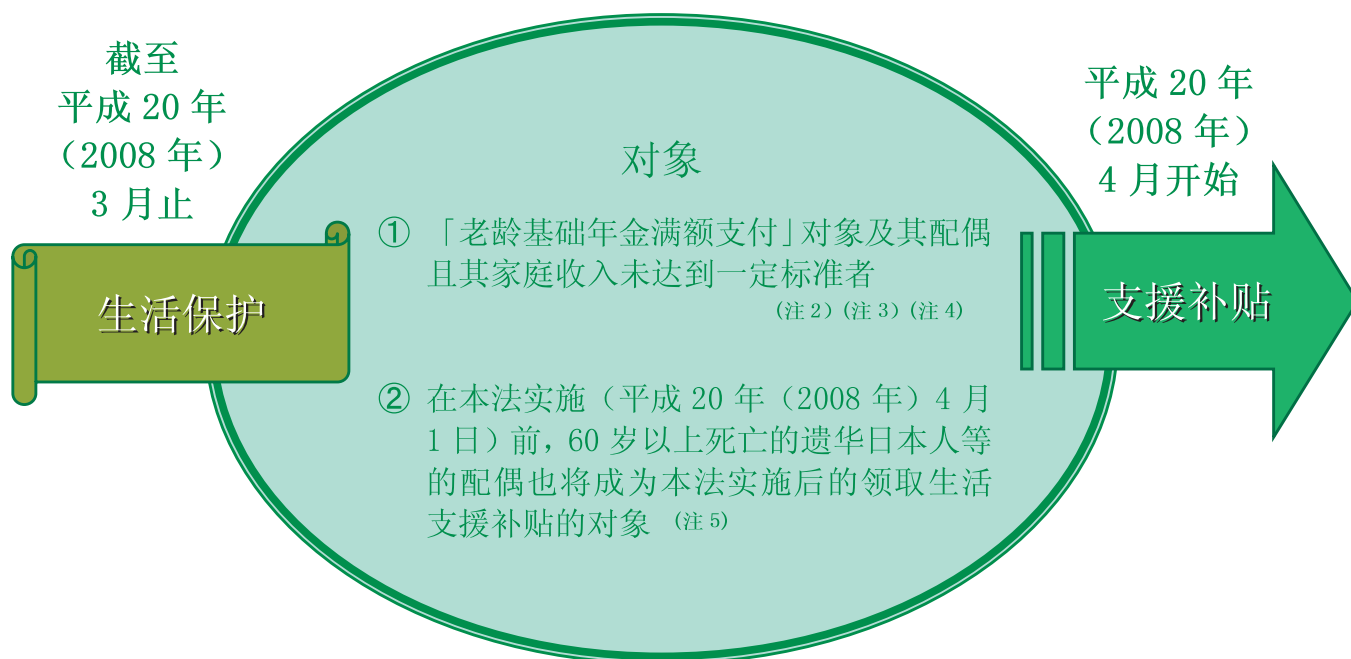 截至
平成 20 年
（2008 年）
3 月止
生活保护
对象
① 「老龄基础年金满额支付」对象及其配偶
且其家庭收入未达到一定标准者
(注 2) (注 3) (注 4)
② 在本法实施（平成 20 年（2008 年）4 月
1 日）前，60 岁以上死亡的遗华日本人等
的配偶也将成为本法实施后的领取生活
支援补贴的对象 (注 5)
平成 20 年
（2008 年）
4 月开始
支援补贴